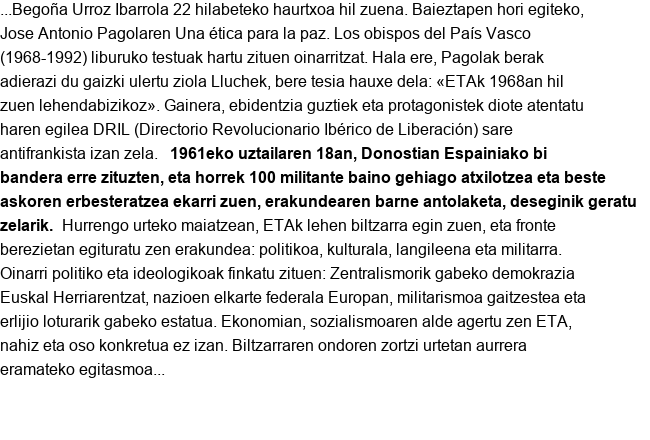 ...Begoña Urroz Ibarrola 22 hilabeteko haurtxoa hil zuena. Baieztapen hori egiteko,
Jose Antonio Pagolaren Una ética para la paz. Los obispos del País Vasco
(1968-1992) liburuko testuak hartu zituen oinarritzat. Hala ere, Pagolak berak
adierazi du gaizki ulertu ziola Lluchek, bere tesia hauxe dela: «ETAk 1968an hil
zuen lehendabizikoz». Gainera, ebidentzia guztiek eta protagonistek diote atentatu
haren egilea DRIL (Directorio Revolucionario Ibérico de Liberación) sare
antifrankista izan zela. 1961eko uztailaren 18an, Donostian Espainiako bi
bandera erre zituzten, eta horrek 100 militante baino gehiago atxilotzea eta beste
askoren erbesteratzea ekarri zuen, erakundearen barne antolaketa, deseginik geratu
zelarik. Hurrengo urteko maiatzean, ETAk lehen biltzarra egin zuen, eta fronte
berezietan egituratu zen erakundea: politikoa, kulturala, langileena eta militarra.
Oinarri politiko eta ideologikoak finkatu zituen: Zentralismorik gabeko demokrazia
Euskal Herriarentzat, nazioen elkarte federala Europan, militarismoa gaitzestea eta
erlijio loturarik gabeko estatua. Ekonomian, sozialismoaren alde agertu zen ETA,
nahiz eta oso konkretua ez izan. Biltzarraren ondoren zortzi urtetan aurrera
eramateko egitasmoa...